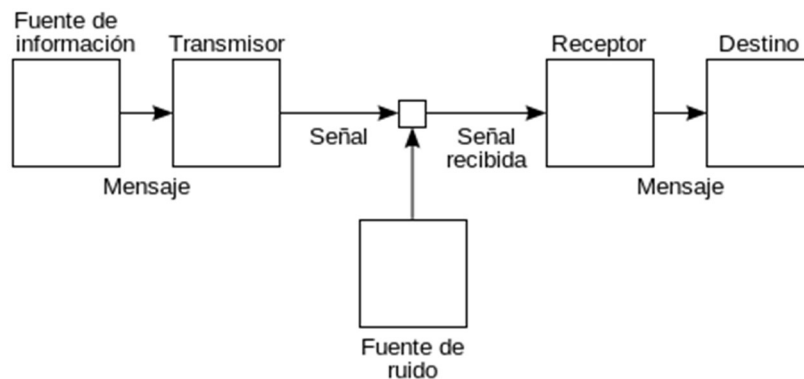 Fuente de
información
Transmisor
Receptor
Destino
Señal
Señal
recibida
Mensaje
Mensaje
Fuente de
ruido